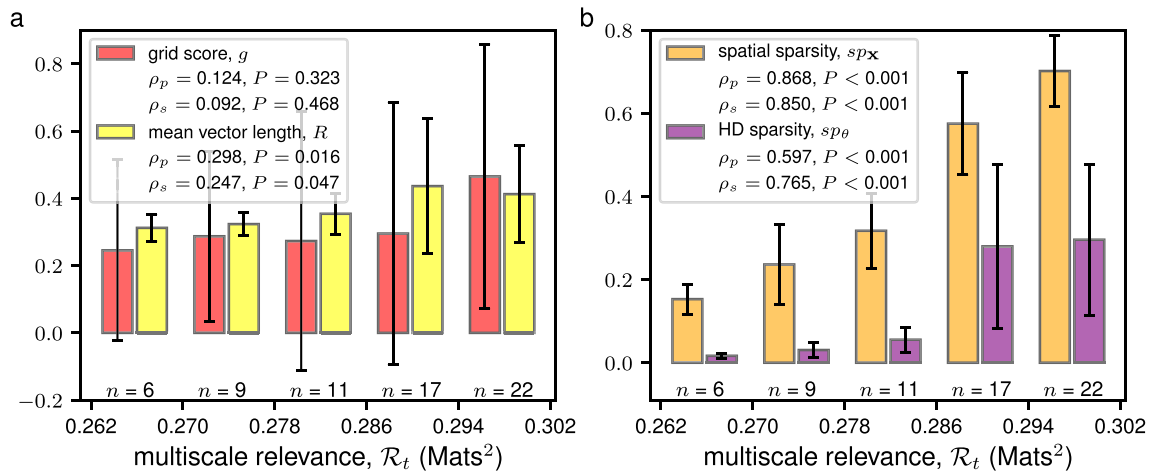 a
0.8
0.6
0.4
0.2
0.0
−0.2
grid score, g
ρp = 0.124, P = 0.323
ρs = 0.092, P = 0.468
mean vector length, R
ρp = 0.298, P = 0.016
ρs = 0.247, P = 0.047
n = 6 n = 9 n = 11 n = 17 n = 22
0.262 0.270 0.278 0.286 0.294 0.302
multiscale relevance, ℛt (Mats²)
b
0.8
0.6
0.4
0.2
0.0
spatial sparsity, spx
ρp = 0.868, P < 0.001
ρs = 0.850, P < 0.001
HD sparsity, spθ
ρp = 0.597, P < 0.001
ρs = 0.765, P < 0.001
n = 6 n = 9 n = 11 n = 17 n = 22
0.262 0.270 0.278 0.286 0.294 0.302
multiscale relevance, ℛt (Mats²)